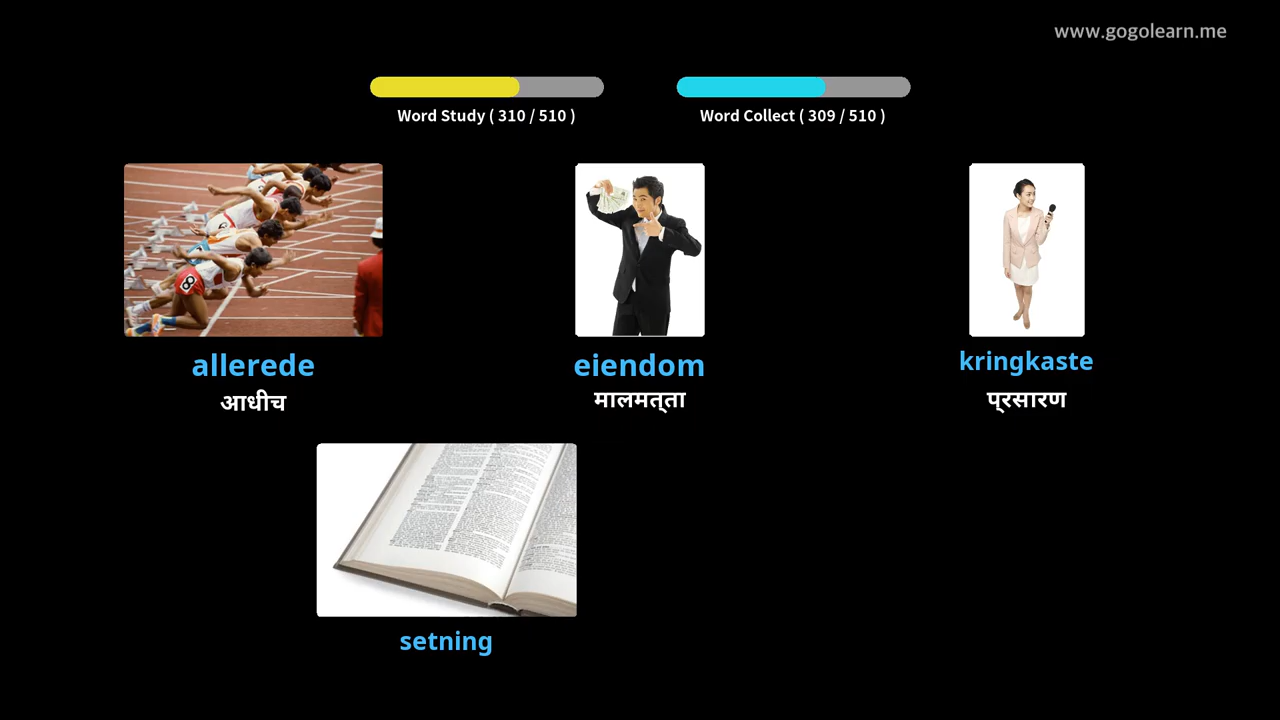 www.gogolearn.me
Word Study ( 310 / 510 )
Word Collect ( 309 / 510 )
allerede
eiendom
kringkaste
आधीच
मालमत्ता
प्रसारण
setning